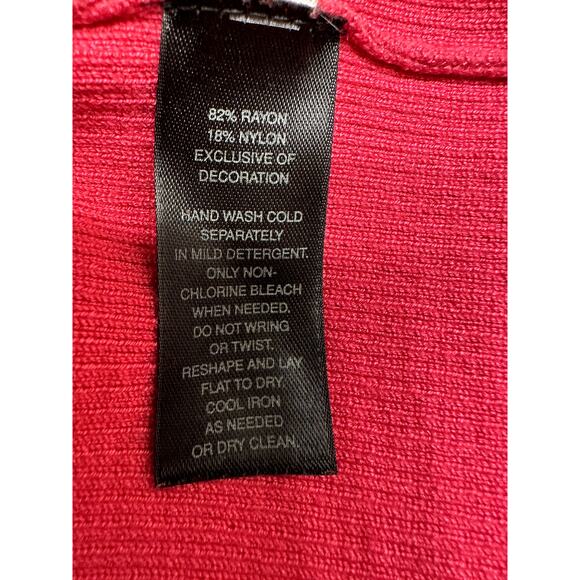 82% RAYON
18% NYLON
EXCLUSIVE OF
DECORATION
HAND WASH COLD
SEPARATELY
IN MILD DETERGENT.
ONLY NON-
CHLORINE BLEACH
WHEN NEEDED.
DO NOT WRING
OR TWIST.
RESHAPE AND LAY
FLAT TO DRY.
COOL IRON
AS NEEDED
OR DRY CLEAN.